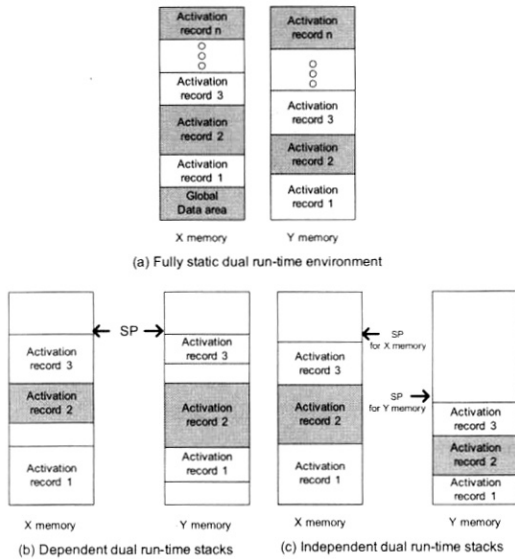 Activation
record n
Activation
record 3
Activation
record 2
Activation
record 1
Global
Data area
X memory
Activation
record n
Activation
record 3
Activation
record 2
Activation
record 1
Y memory
(a) Fully static dual run-time environment
Activation
record 3
Activation
record 2
Activation
record 1
X memory
SP
Activation
record 3
Activation
record 2
Activation
record 1
Y memory
(b) Dependent dual run-time stacks
Activation
record 3
Activation
record 2
Activation
record 1
X memory
SP
for X memory
SP
for Y memory
Activation
record 3
Activation
record 2
Activation
record 1
Y memory
(c) Independent dual run-time stacks